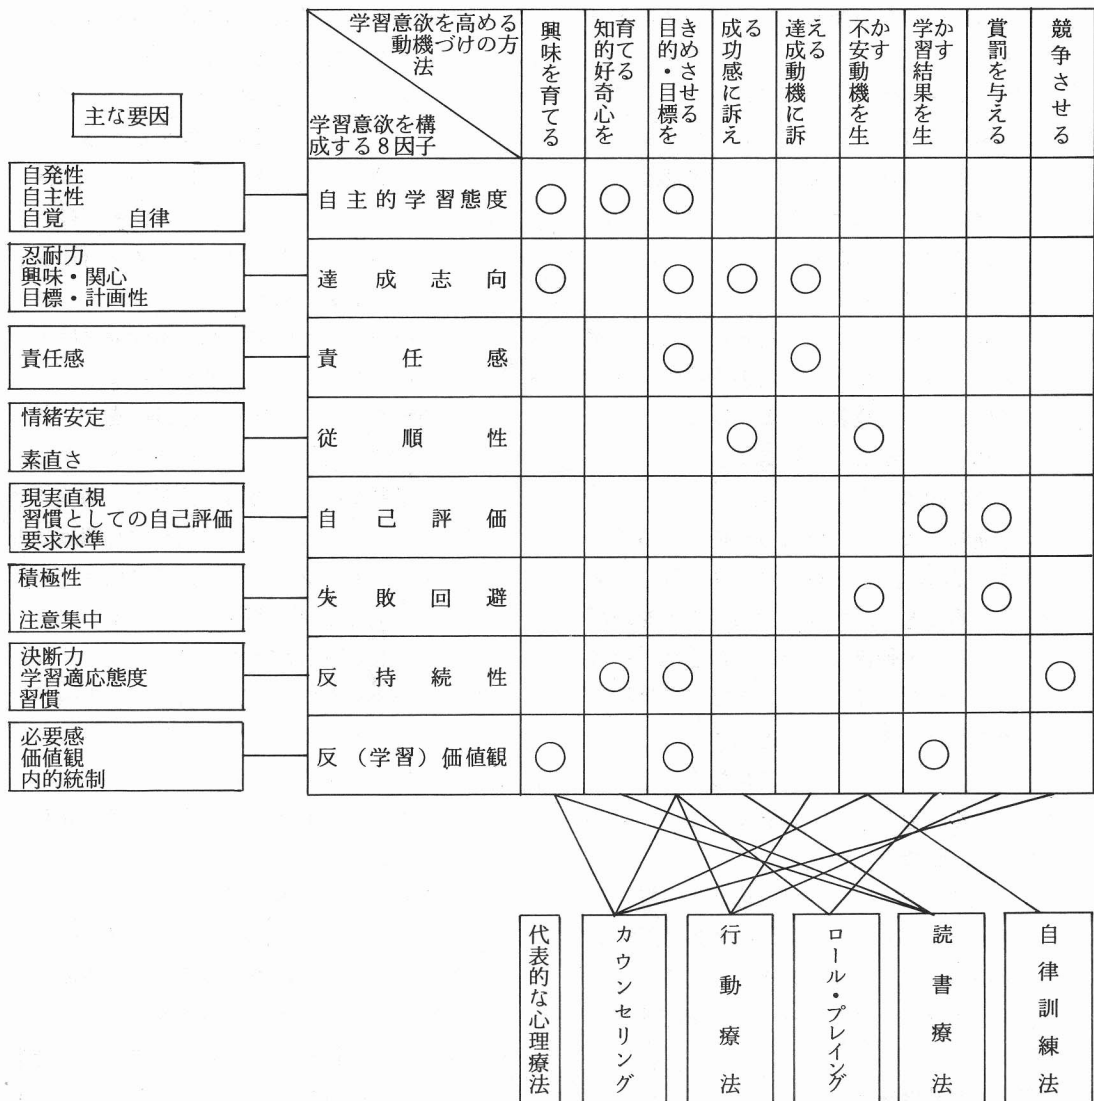 学習意欲を高める
動機づけの方
法
学習意欲を構
成する8因子
興味を育てる
知的好奇心を
育てる
目的・目標を
きめさせる
成功感に訴え
る
達成動機に訴
える
不安動機を生
かす
学習結果を生
かす
賞罰を与える
競争させる
主な要因
自発性
自主性
自覚 自律
自主的学習態度
○ ○ ○
忍耐力
興味・関心
目標・計画性
達成志向
○ ○ ○ ○
責任感
責任感
○ ○
情緒安定
素直さ
従順性
○ ○
現実直視
習慣としての自己評価
要求水準
自己評価
○ ○
積極性
注意集中
失敗回避
○ ○
決断力
学習適応態度
習慣
反持続性
○ ○ ○
必要感
価値観
内的統制
反(学習)価値観
○ ○ ○
代表的な心理療法
カウンセリング
行動療法
ロール・プレイング
読書療法
自律訓練法